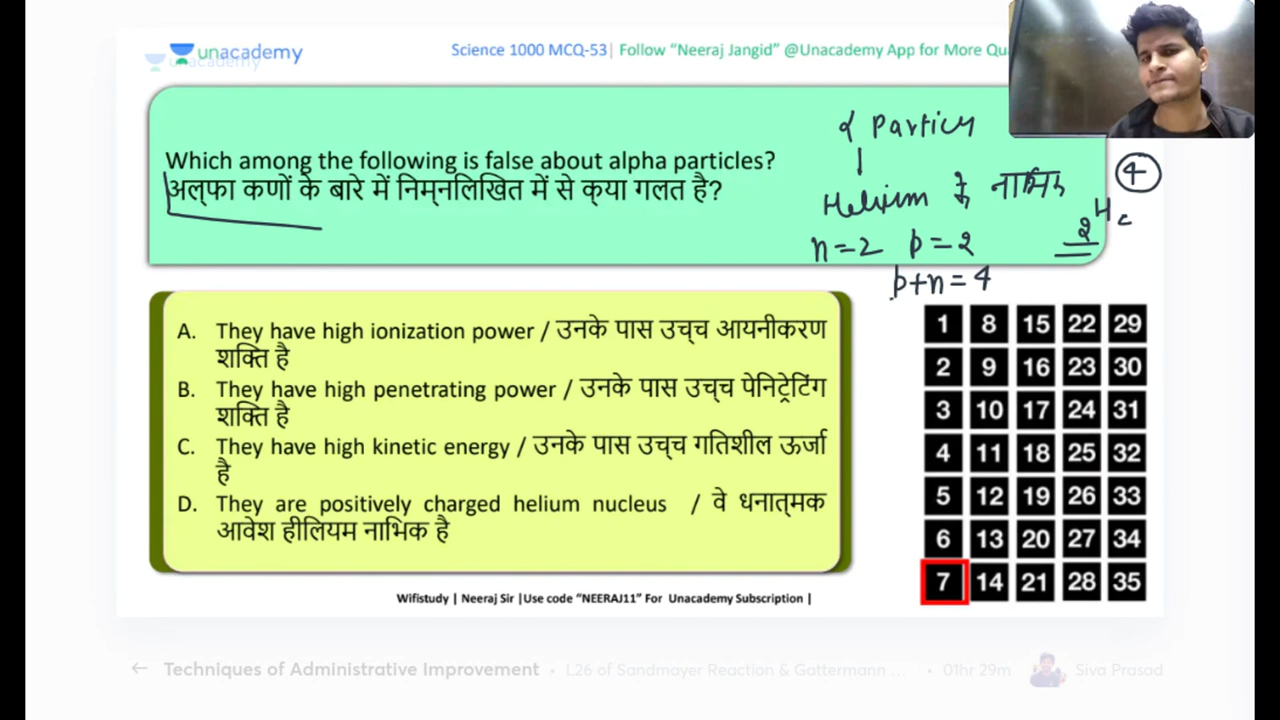 unacademy
Science 1000 MCQ-53| Follow “Neeraj Jangid” @Unacademy App for More Qu
Which among the following is false about alpha particles?
अल्फा कणों के बारे में निम्नलिखित में से क्या गलत है?
α
Helium
n=2 p=2
p+n=4
4
2
He
A. They have high ionization power / उनके पास उच्च आयनीकरण
शक्ति है
B. They have high penetrating power / उनके पास उच्च पेनिट्रेटिंग
शक्ति है
C. They have high kinetic energy / उनके पास उच्च गतिशील ऊर्जा
है
D. They are positively charged helium nucleus / वे धनात्मक
आवेश हीलियम नाभिक है
1 8 15 22 29
2 9 16 23 30
3 10 17 24 31
4 11 18 25 32
5 12 19 26 33
6 13 20 27 34
7 14 21 28 35
Wifistudy | Neeraj Sir |Use code “NEERAJ11” For Unacademy Subscription |
Techniques of Administrative Improvement • L26 of Sandmayer Reaction & Gattermann ... • 01hr 29m • Siva Prasad